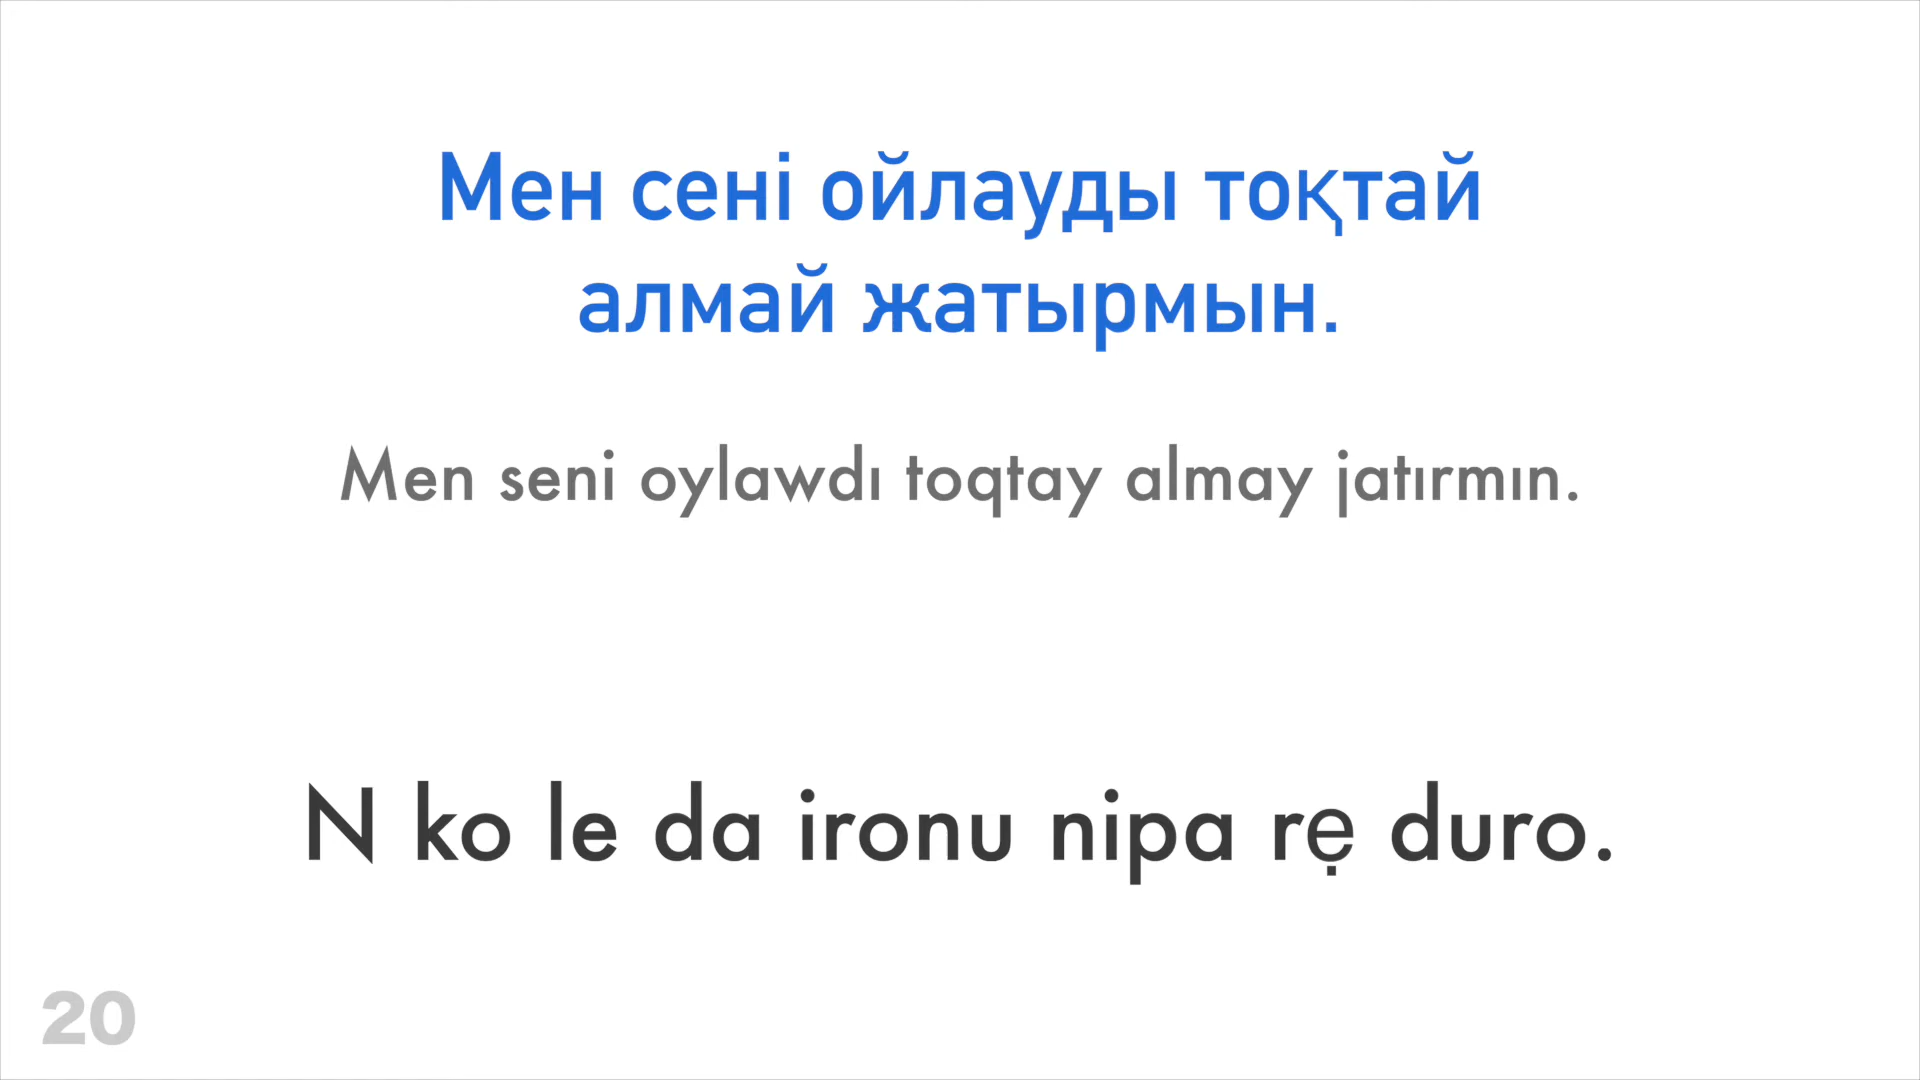 Мен сені ойлауды тоқтай
алмай жатырмын.
Men seni oylawdı toqtay almay jatırmın.
N ko le da ironu nipa rẹ duro.
20